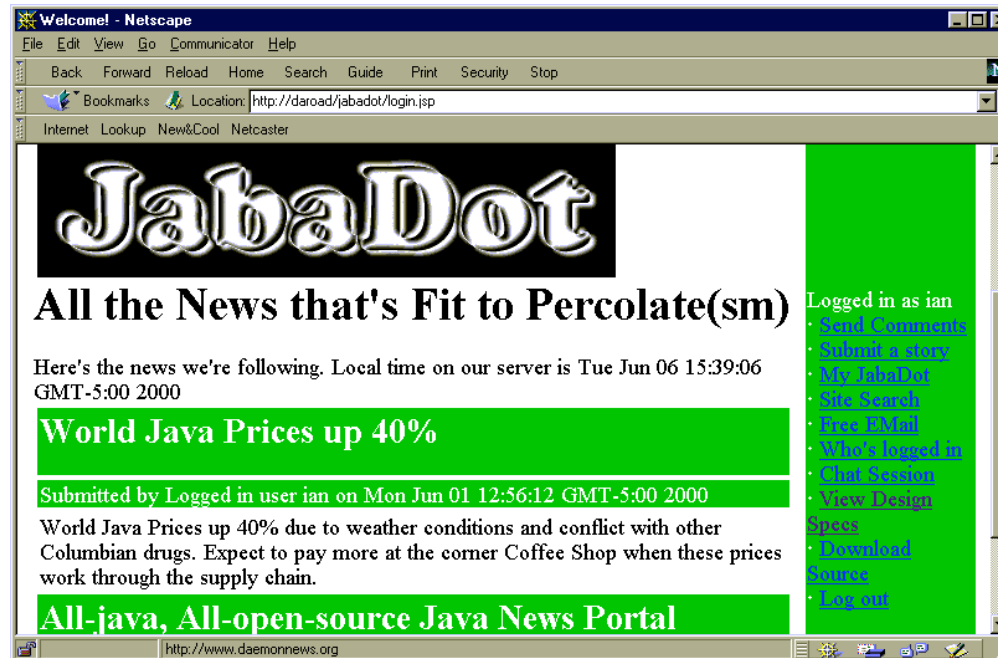 Welcome! - Netscape
File Edit View Go Communicator Help
Back Forward Reload Home Search Guide Print Security Stop
Bookmarks Location: http://daroad/jabadot/login.jsp
Internet Lookup New&Cool Netcaster
JabaDot
All the News that's Fit to Percolate(sm)
Here's the news we're following. Local time on our server is Tue Jun 06 15:39:06
GMT-5:00 2000
World Java Prices up 40%
Submitted by Logged in user ian on Mon Jun 01 12:56:12 GMT-5:00 2000
World Java Prices up 40% due to weather conditions and conflict with other
Columbian drugs. Expect to pay more at the corner Coffee Shop when these prices
work through the supply chain.
All-java, All-open-source Java News Portal
Logged in as ian
· Send Comments
· Submit a story
· My JabaDot
· Site Search
· Free EMail
· Who's logged in
· Chat Session
· View Design
Specs
· Download
Source
· Log out
http://www.daemonnews.org